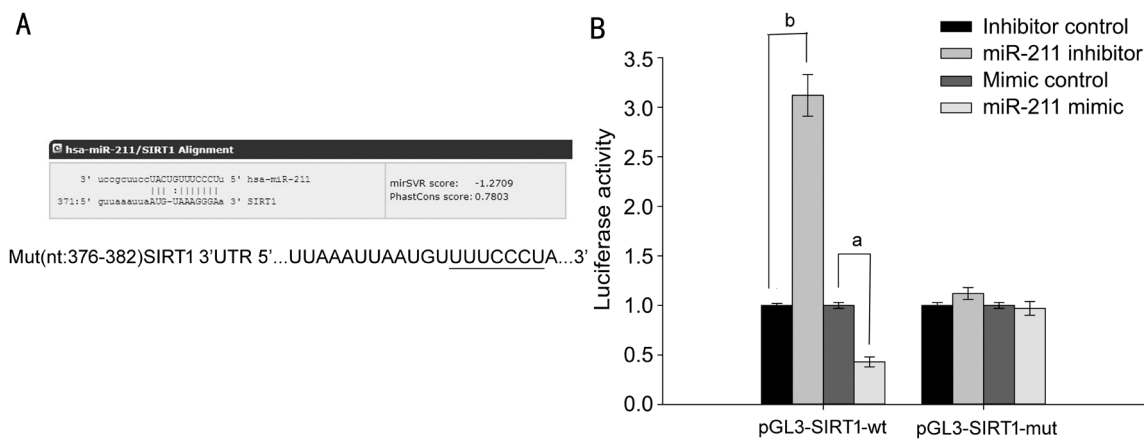 A
hsa-miR-211/SIRT1 Alignment
3' uccgcuuccUACUGUUUCCCUu 5' hsa-miR-211
||| :|||||||
371:5' guuaaauuaAUG-UAAAGGGAa 3' SIRT1
mirSVR score: -1.2709
PhastCons score: 0.7803
Mut(nt:376-382)SIRT1 3'UTR 5'...UUAAAUUAAUGUUUUCCCUA...3'
B
Inhibitor control
miR-211 inhibitor
Mimic control
miR-211 mimic
b
a
Luciferase activity
3.5
3.0
2.5
2.0
1.5
1.0
0.5
0.0
pGL3-SIRT1-wt
pGL3-SIRT1-mut